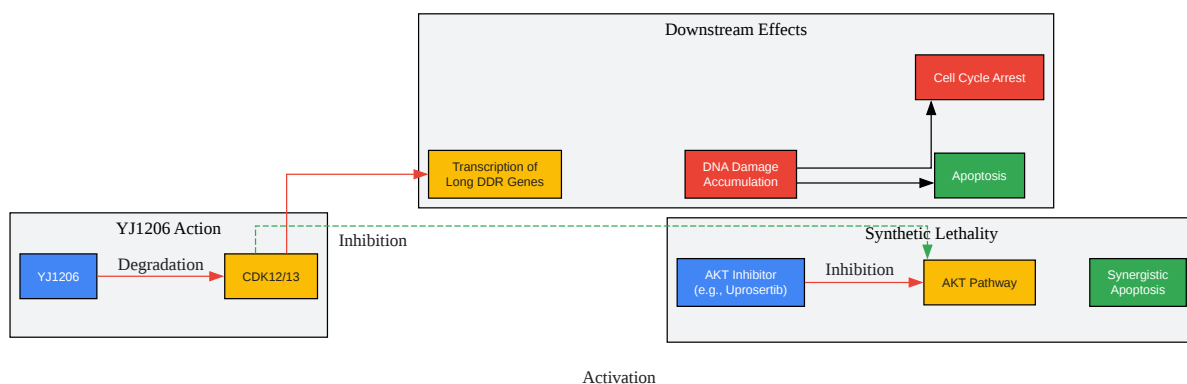 Downstream Effects
Cell Cycle Arrest
Transcription of
Long DDR Genes
DNA Damage
Accumulation
Apoptosis
YJ1206 Action
YJ1206
Degradation
CDK12/13
Inhibition
Synthetic Lethality
AKT Inhibitor
(e.g., Uprosertib)
Inhibition
AKT Pathway
Synergistic
Apoptosis
Activation